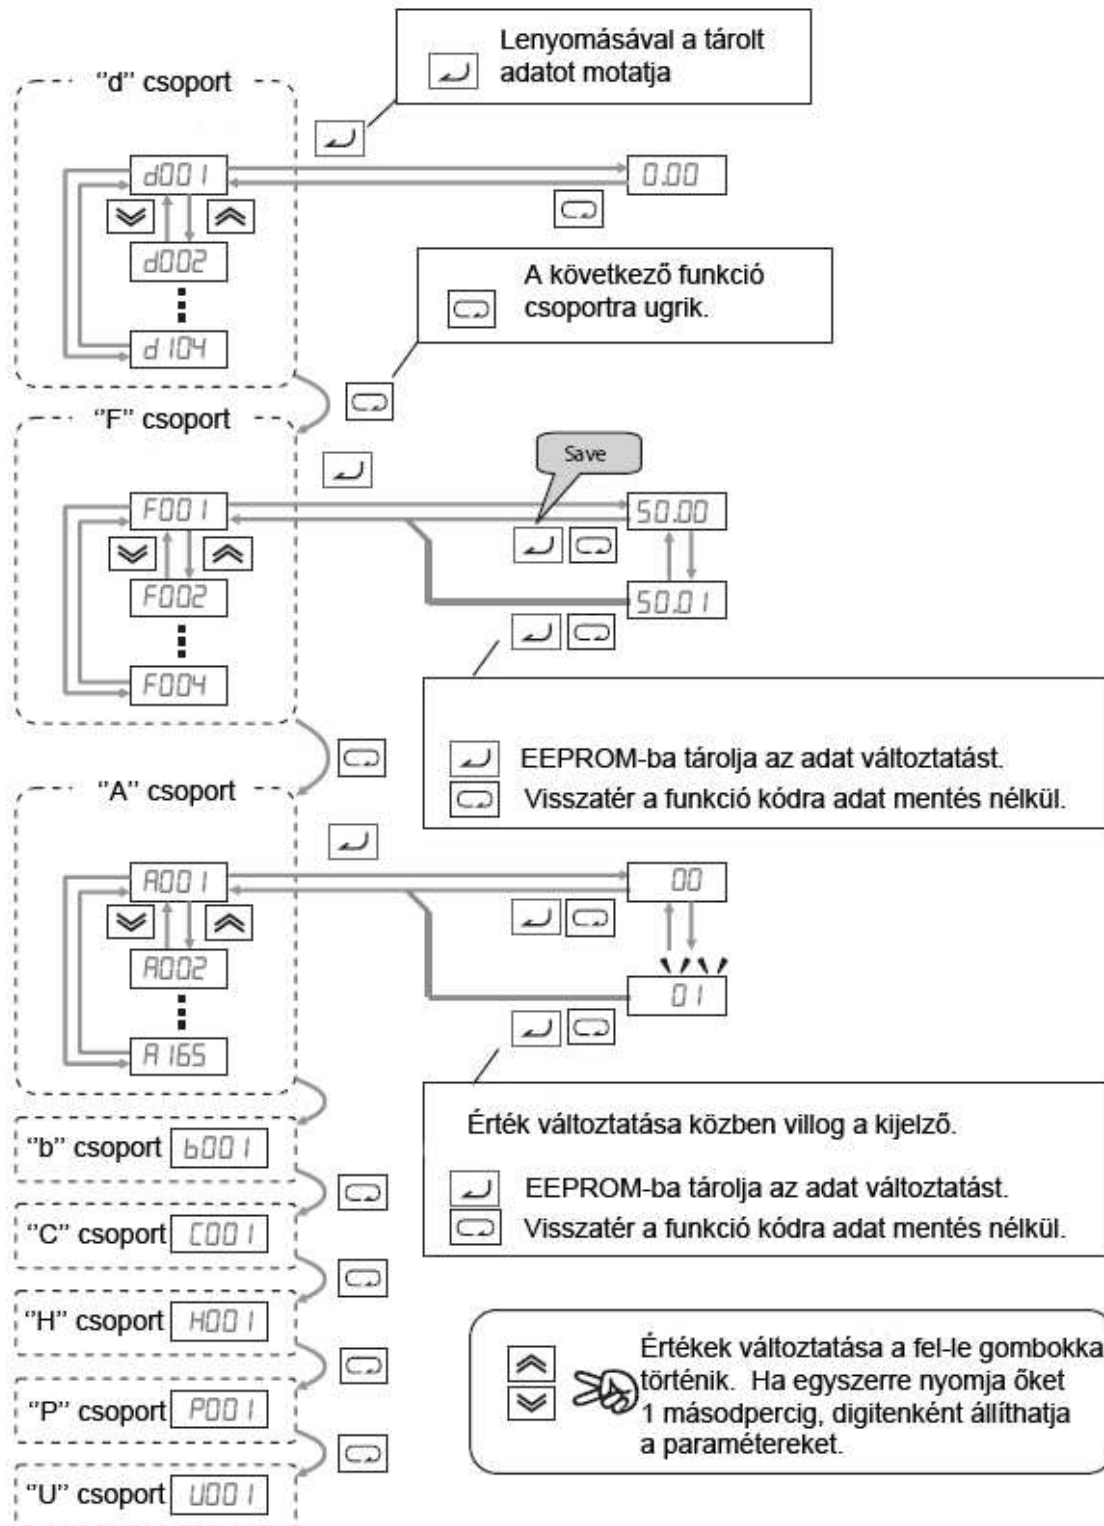 Lenyomásával a tárolt
adatot motatja
"d" csoport
d001
0.00
d002
d104
A következő funkció
csoportra ugrik.
"F" csoport
Save
F001
50.00
F002
50.01
F004
EEPROM-ba tárolja az adat változtatást.
Visszatér a funkció kódra adat mentés nélkül.
"A" csoport
A001
00
A002
01
A165
Érték változtatása közben villog a kijelző.
EEPROM-ba tárolja az adat változtatást.
Visszatér a funkció kódra adat mentés nélkül.
"b" csoport b001
"C" csoport C001
"H" csoport H001
"P" csoport P001
"U" csoport U001
Értékek változtatása a fel-le gombokka
történik. Ha egyszerre nyomja őket
1 másodpercig, digitenként állíthatja
a paramétereket.